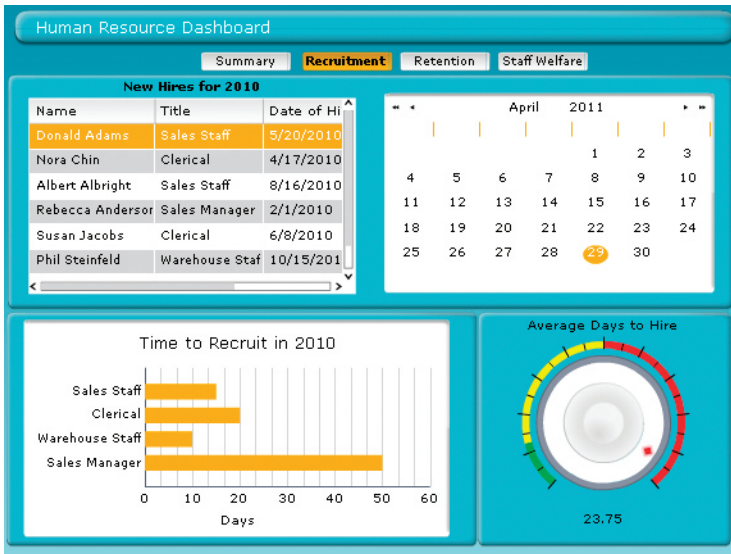 Human Resource Dashboard
Summary Recruitment Retention Staff Welfare
New Hires for 2010
Name Title Date of Hi
Donald Adams Sales Staff 5/20/2010
Nora Chin Clerical 4/17/2010
Albert Albright Sales Staff 8/16/2010
Rebecca Anderson Sales Manager 2/1/2010
Susan Jacobs Clerical 6/8/2010
Phil Steinfeld Warehouse Staf 10/15/201
April 2011
1 2 3
4 5 6 7 8 9 10
11 12 13 14 15 16 17
18 19 20 21 22 23 24
25 26 27 28 29 30
Time to Recruit in 2010
Sales Staff
Clerical
Warehouse Staff
Sales Manager
0 10 20 30 40 50 60
Days
Average Days to Hire
23.75